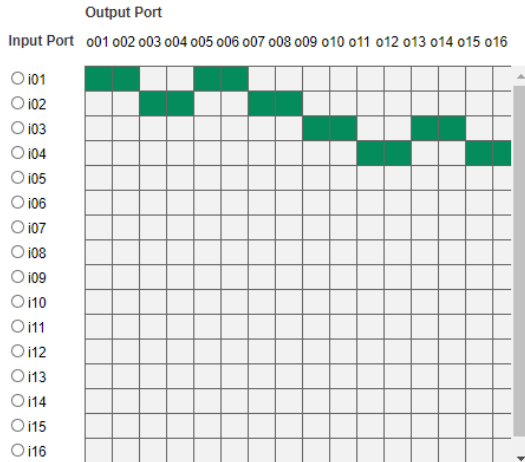 Output Port
Input Port o01 o02 o03 o04 o05 o06 o07 o08 o09 o10 o11 o12 o13 o14 o15 o16
i01
i02
i03
i04
i05
i06
i07
i08
i09
i10
i11
i12
i13
i14
i15
i16